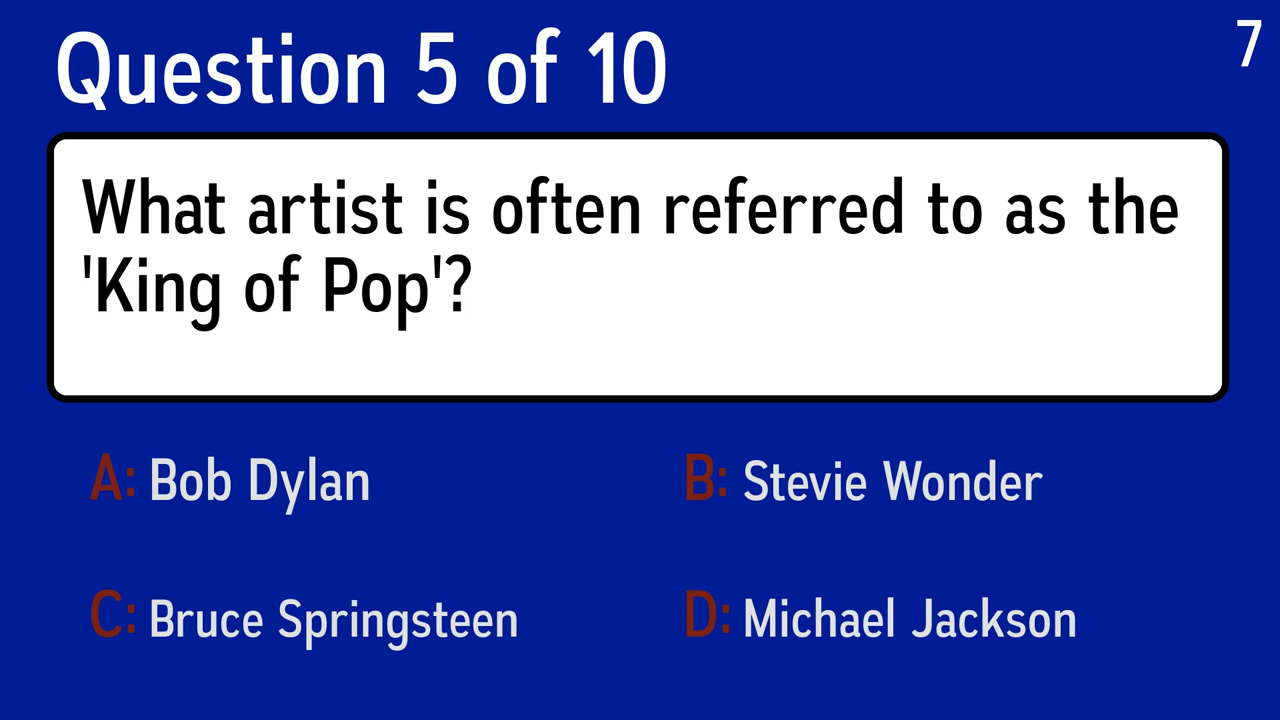 Question 5 of 10
7
What artist is often referred to as the
'King of Pop'?
A: Bob Dylan
B: Stevie Wonder
C: Bruce Springsteen
D: Michael Jackson